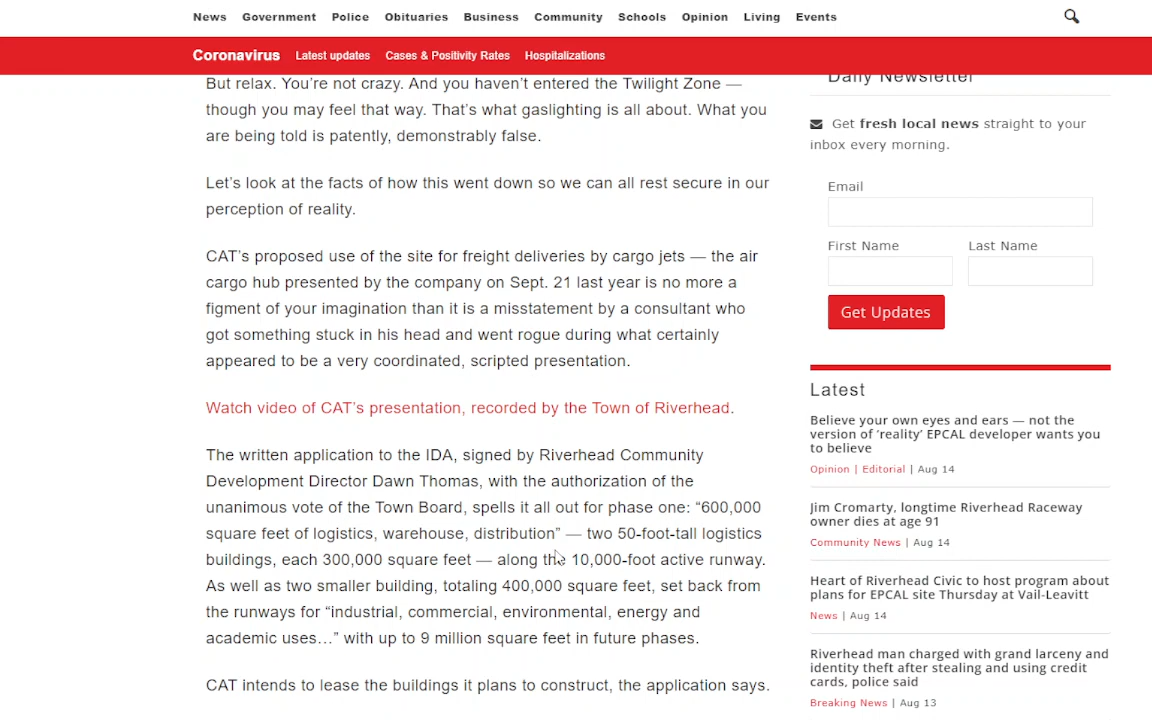 News Government Police Obituaries Business Community Schools Opinion Living Events
Coronavirus Latest updates Cases & Positivity Rates Hospitalizations
But relax. You’re not crazy. And you haven’t entered the Twilight Zone —
though you may feel that way. That’s what gaslighting is all about. What you
are being told is patently, demonstrably false.
Let’s look at the facts of how this went down so we can all rest secure in our
perception of reality.
CAT’s proposed use of the site for freight deliveries by cargo jets — the air
cargo hub presented by the company on Sept. 21 last year is no more a
figment of your imagination than it is a misstatement by a consultant who
got something stuck in his head and went rogue during what certainly
appeared to be a very coordinated, scripted presentation.
Watch video of CAT’s presentation, recorded by the Town of Riverhead.
The written application to the IDA, signed by Riverhead Community
Development Director Dawn Thomas, with the authorization of the
unanimous vote of the Town Board, spells it all out for phase one: “600,000
square feet of logistics, warehouse, distribution” — two 50-foot-tall logistics
buildings, each 300,000 square feet — along the 10,000-foot active runway.
As well as two smaller building, totaling 400,000 square feet, set back from
the runways for “industrial, commercial, environmental, energy and
academic uses…” with up to 9 million square feet in future phases.
CAT intends to lease the buildings it plans to construct, the application says.
Daily Newsletter
Get fresh local news straight to your
inbox every morning.
Email
First Name Last Name
Get Updates
Latest
Believe your own eyes and ears — not the
version of ‘reality’ EPCAL developer wants you
to believe
Opinion | Editorial | Aug 14
Jim Cromarty, longtime Riverhead Raceway
owner dies at age 91
Community News | Aug 14
Heart of Riverhead Civic to host program about
plans for EPCAL site Thursday at Vail-Leavitt
News | Aug 14
Riverhead man charged with grand larceny and
identity theft after stealing and using credit
cards, police said
Breaking News | Aug 13